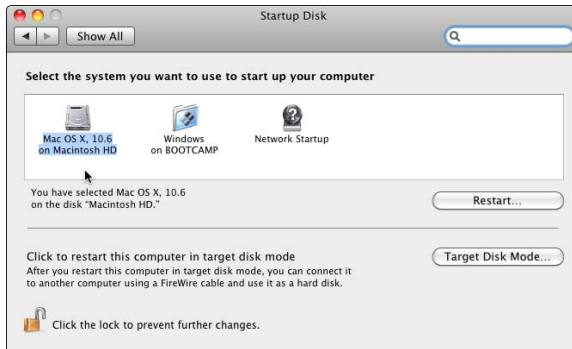 Startup Disk
Show All
Select the system you want to use to start up your computer
Mac OS X, 10.6
on Macintosh HD
Windows
on BOOTCAMP
Network Startup
You have selected Mac OS X, 10.6
on the disk “Macintosh HD.”
Restart...
Click to restart this computer in target disk mode
After you restart this computer in target disk mode, you can connect it
to another computer using a FireWire cable and use it as a hard disk.
Target Disk Mode...
Click the lock to prevent further changes.